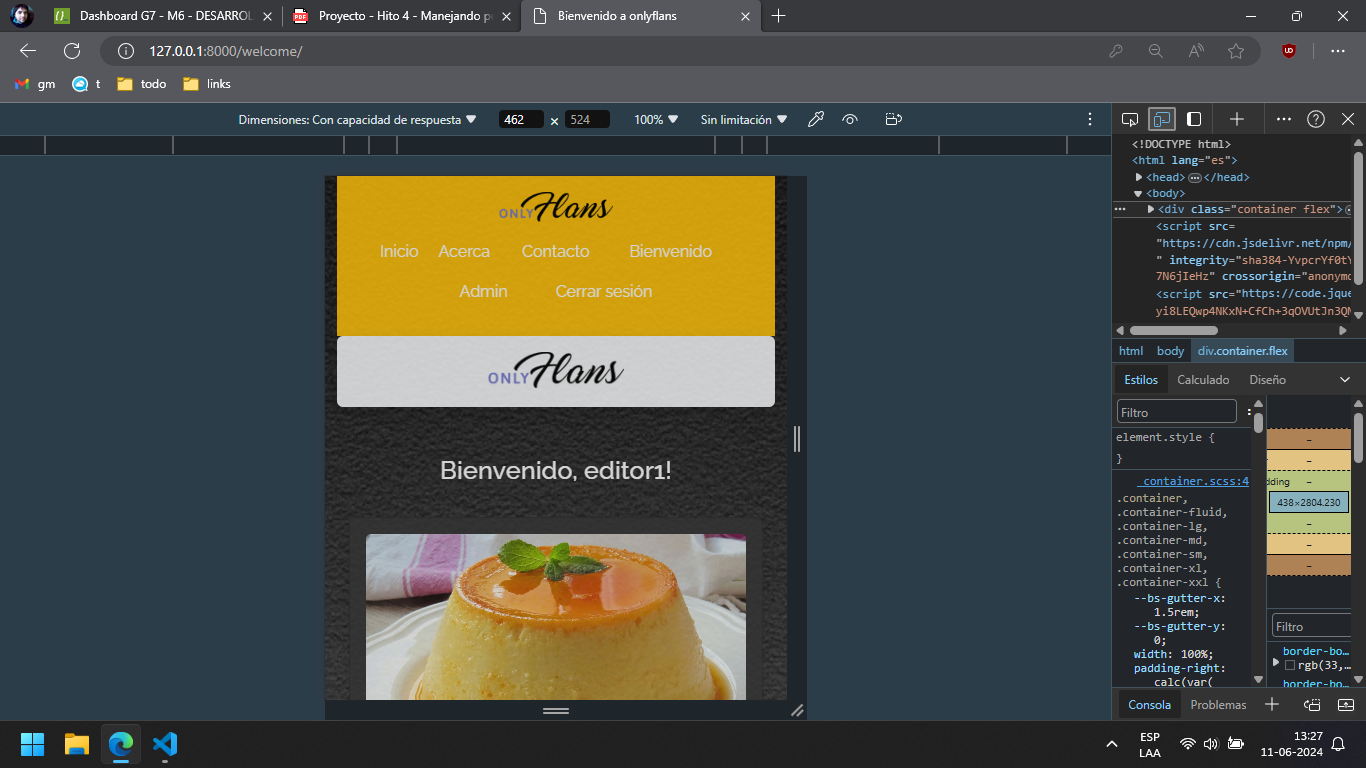 Dashboard G7 - M6 - DESARROL
Proyecto - Hito 4 - Manejando pe
Bienvenido a onlyflans
127.0.0.1:8000/welcome/
gm
t
todo
links
Dimensiones: Con capacidad de respuesta
462 × 524
100%
Sin limitación
ONLY Flans
Inicio Acerca Contacto Bienvenido
Admin Cerrar sesión
ONLY Flans
Bienvenido, editor1!
<!DOCTYPE html>
<html lang="es">
<head> </head>
<body>
<div class="container flex">
<script src=
"https://cdn.jsdelivr.net/npm/
" integrity="sha384-YvpcrYf0tY
7N6jIeHz" crossorigin="anonymo
<script src="https://code.jque
yi8LEQwp4NKxN+CfCh+3qOVUtJn3QN
html body div.container.flex
Estilos Calculado Diseño
Filtro
element.style {
}
_container.scss:4
.container,
.container-fluid,
.container-lg,
.container-md,
.container-sm,
.container-xl,
.container-xxl {
--bs-gutter-x:
1.5rem;
--bs-gutter-y:
0;
width: 100%;
padding-right:
calc(var(
dding
438×2804.230
Filtro
border-bo…
rgb(33,…
border-bo…
Consola Problemas
ESP
LAA
13:27
11-06-2024